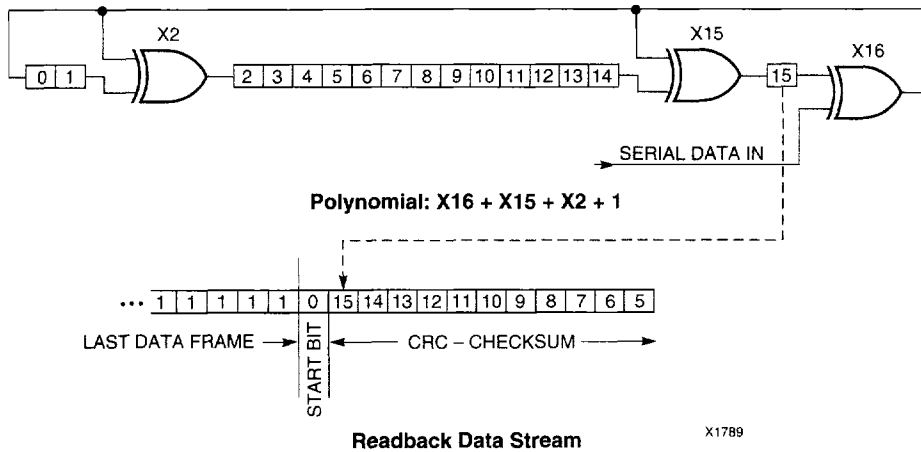 X2
X15
X16
0 1
2 3 4 5 6 7 8 9 10 11 12 13 14
15
SERIAL DATA IN
Polynomial: X16 + X15 + X2 + 1
••• 1 1 1 1 1 0 15 14 13 12 11 10 9 8 7 6 5
LAST DATA FRAME
START BIT
CRC – CHECKSUM
Readback Data Stream
X1789